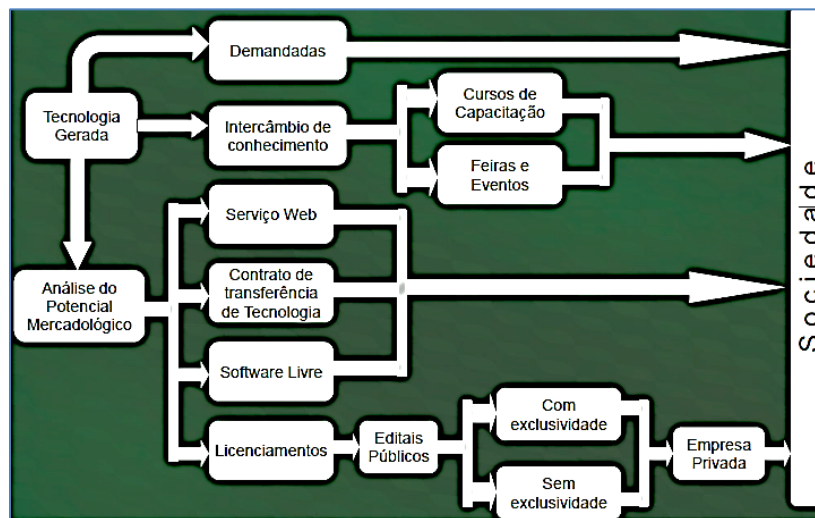 Demandadas
Tecnologia
Gerada
Intercâmbio de
conhecimento
Cursos de
Capacitação
Feiras e
Eventos
Serviço Web
Análise do
Potencial
Mercadológico
Contrato de
transferência
de Tecnologia
Software Livre
Licenciamentos
Editais
Públicos
Com
exclusividade
Sem
exclusividade
Empresa
Privada
Sociedade